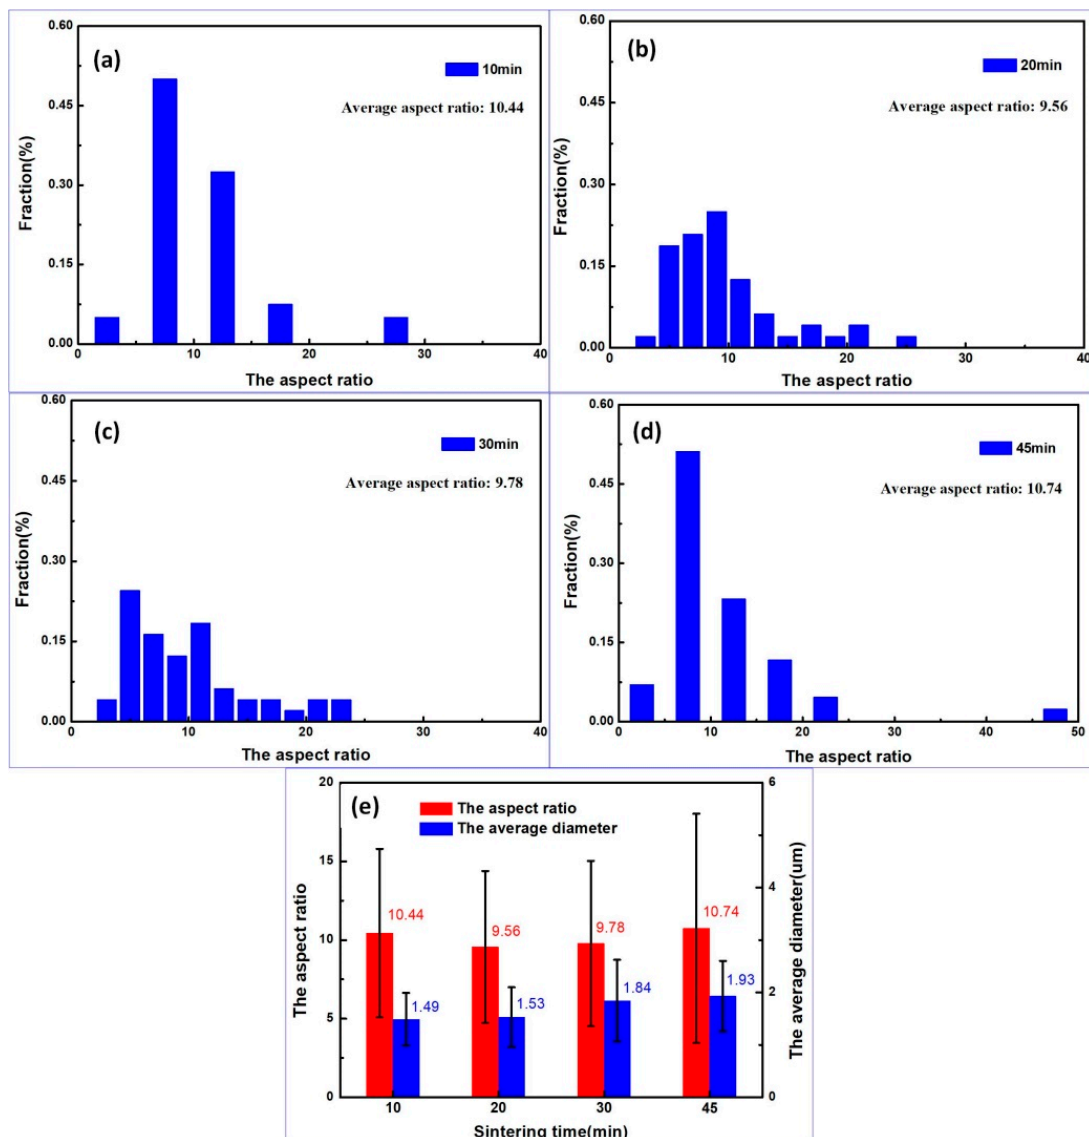 (a)
10min
Average aspect ratio: 10.44
Fraction(%)
0.60
0.45
0.30
0.15
0.00
0 10 20 30 40
The aspect ratio
(b)
20min
Average aspect ratio: 9.56
Fraction(%)
0.60
0.45
0.30
0.15
0.00
0 10 20 30 40
The aspect ratio
(c)
30min
Average aspect ratio: 9.78
Fraction(%)
0.60
0.45
0.30
0.15
0.00
0 10 20 30 40
The aspect ratio
(d)
45min
Average aspect ratio: 10.74
Fraction(%)
0.60
0.45
0.30
0.15
0.00
0 10 20 30 40 50
The aspect ratio
(e)
The aspect ratio
The average diameter
The aspect ratio
20
15
10
5
0
10.44
1.49
9.56
1.53
9.78
1.84
10.74
1.93
6
4
2
0
The average diameter(um)
10 20 30 45
Sintering time(min)